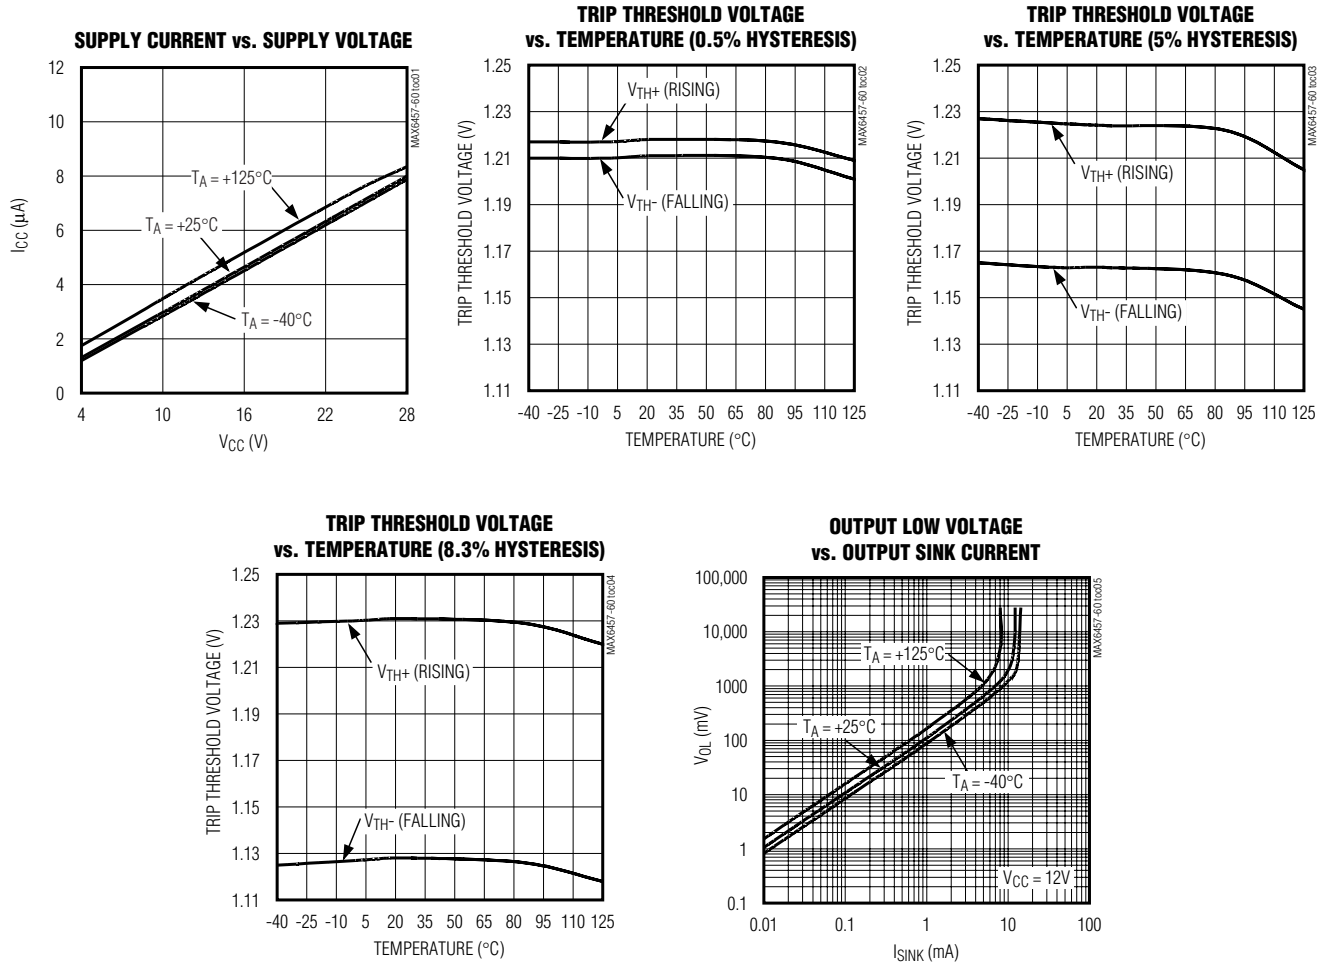 SUPPLY CURRENT vs. SUPPLY VOLTAGE
12
10
8
6
4
2
0
ICC (µA)
TA = +125°C
TA = +25°C
TA = -40°C
4 10 16 22 28
VCC (V)
MAX6457-60 toc01
TRIP THRESHOLD VOLTAGE
vs. TEMPERATURE (0.5% HYSTERESIS)
1.25
1.23
1.21
1.19
1.17
1.15
1.13
1.11
TRIP THRESHOLD VOLTAGE (V)
VTH+ (RISING)
VTH- (FALLING)
-40 -25 -10 5 20 35 50 65 80 95 110 125
TEMPERATURE (°C)
MAX6457-60 toc02
TRIP THRESHOLD VOLTAGE
vs. TEMPERATURE (5% HYSTERESIS)
1.25
1.23
1.21
1.19
1.17
1.15
1.13
1.11
TRIP THRESHOLD VOLTAGE (V)
VTH+ (RISING)
VTH- (FALLING)
-40 -25 -10 5 20 35 50 65 80 95 110 125
TEMPERATURE (°C)
MAX6457-60 toc03
TRIP THRESHOLD VOLTAGE
vs. TEMPERATURE (8.3% HYSTERESIS)
1.25
1.23
1.21
1.19
1.17
1.15
1.13
1.11
TRIP THRESHOLD VOLTAGE (V)
VTH+ (RISING)
VTH- (FALLING)
-40 -25 -10 5 20 35 50 65 80 95 110 125
TEMPERATURE (°C)
MAX6457-60 toc04
OUTPUT LOW VOLTAGE
vs. OUTPUT SINK CURRENT
100,000
10,000
1000
100
10
1
0.1
VOL (mV)
TA = +125°C
TA = +25°C
TA = -40°C
VCC = 12V
0.01 0.1 1 10 100
ISINK (mA)
MAX6457-60 toc05